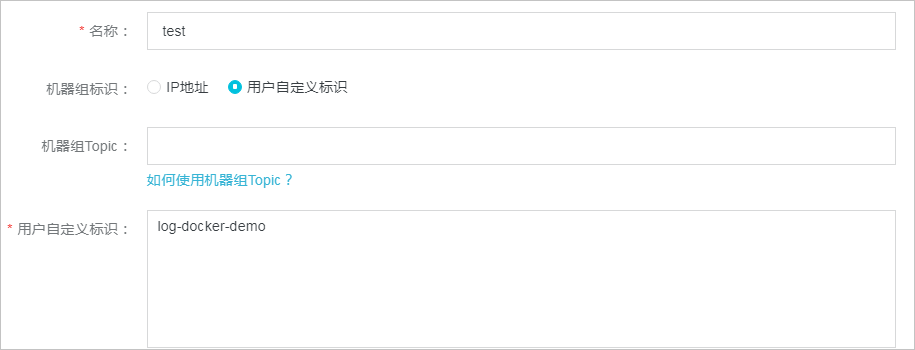 * 名称： test
机器组标识： IP地址 用户自定义标识
机器组Topic：
如何使用机器组Topic？
* 用户自定义标识： log-docker-demo